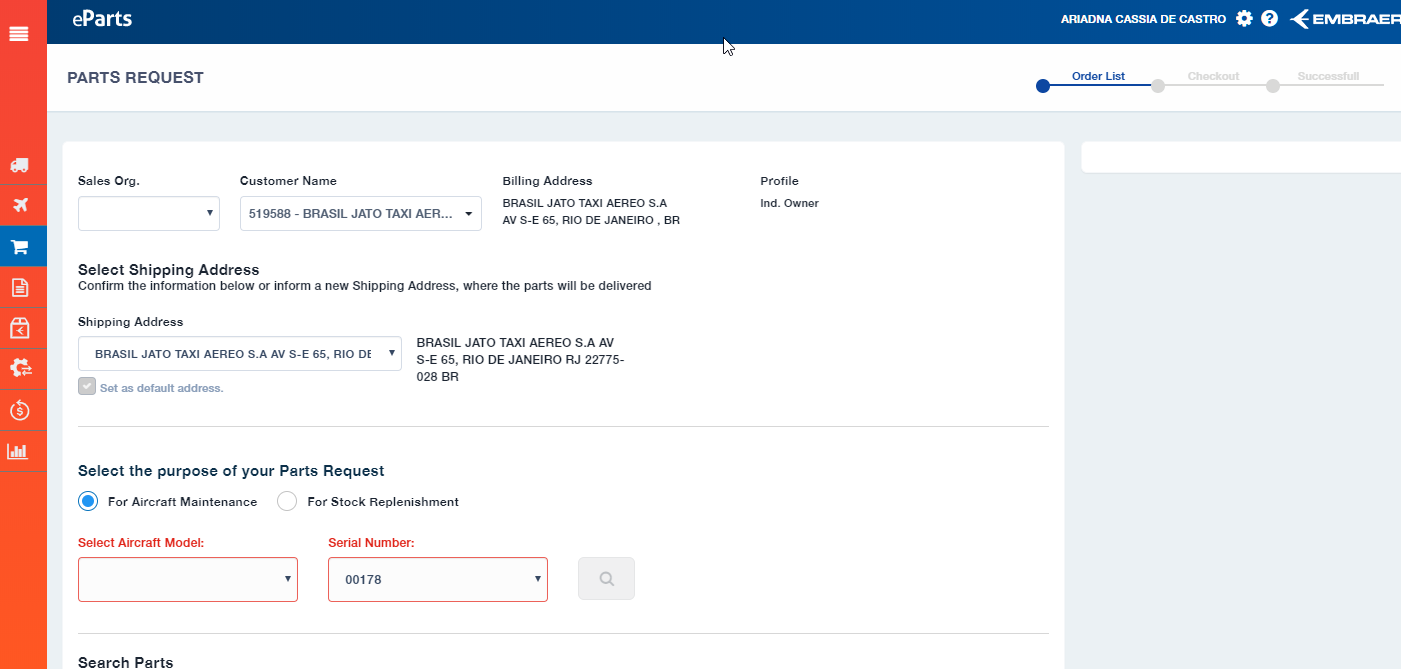 eParts
ARIADNA CASSIA DE CASTRO
EMBRAER
PARTS REQUEST
Order List
Checkout
Successfull
Sales Org.
Customer Name
519588 - BRASIL JATO TAXI AER...
Billing Address
BRASIL JATO TAXI AEREO S.A
AV S-E 65, RIO DE JANEIRO , BR
Profile
Ind. Owner
Select Shipping Address
Confirm the information below or inform a new Shipping Address, where the parts will be delivered
Shipping Address
BRASIL JATO TAXI AEREO S.A AV S-E 65, RIO DE
BRASIL JATO TAXI AEREO S.A AV
S-E 65, RIO DE JANEIRO RJ 22775-
028 BR
Set as default address.
Select the purpose of your Parts Request
For Aircraft Maintenance
For Stock Replenishment
Select Aircraft Model:
Serial Number:
00178
Search Parts